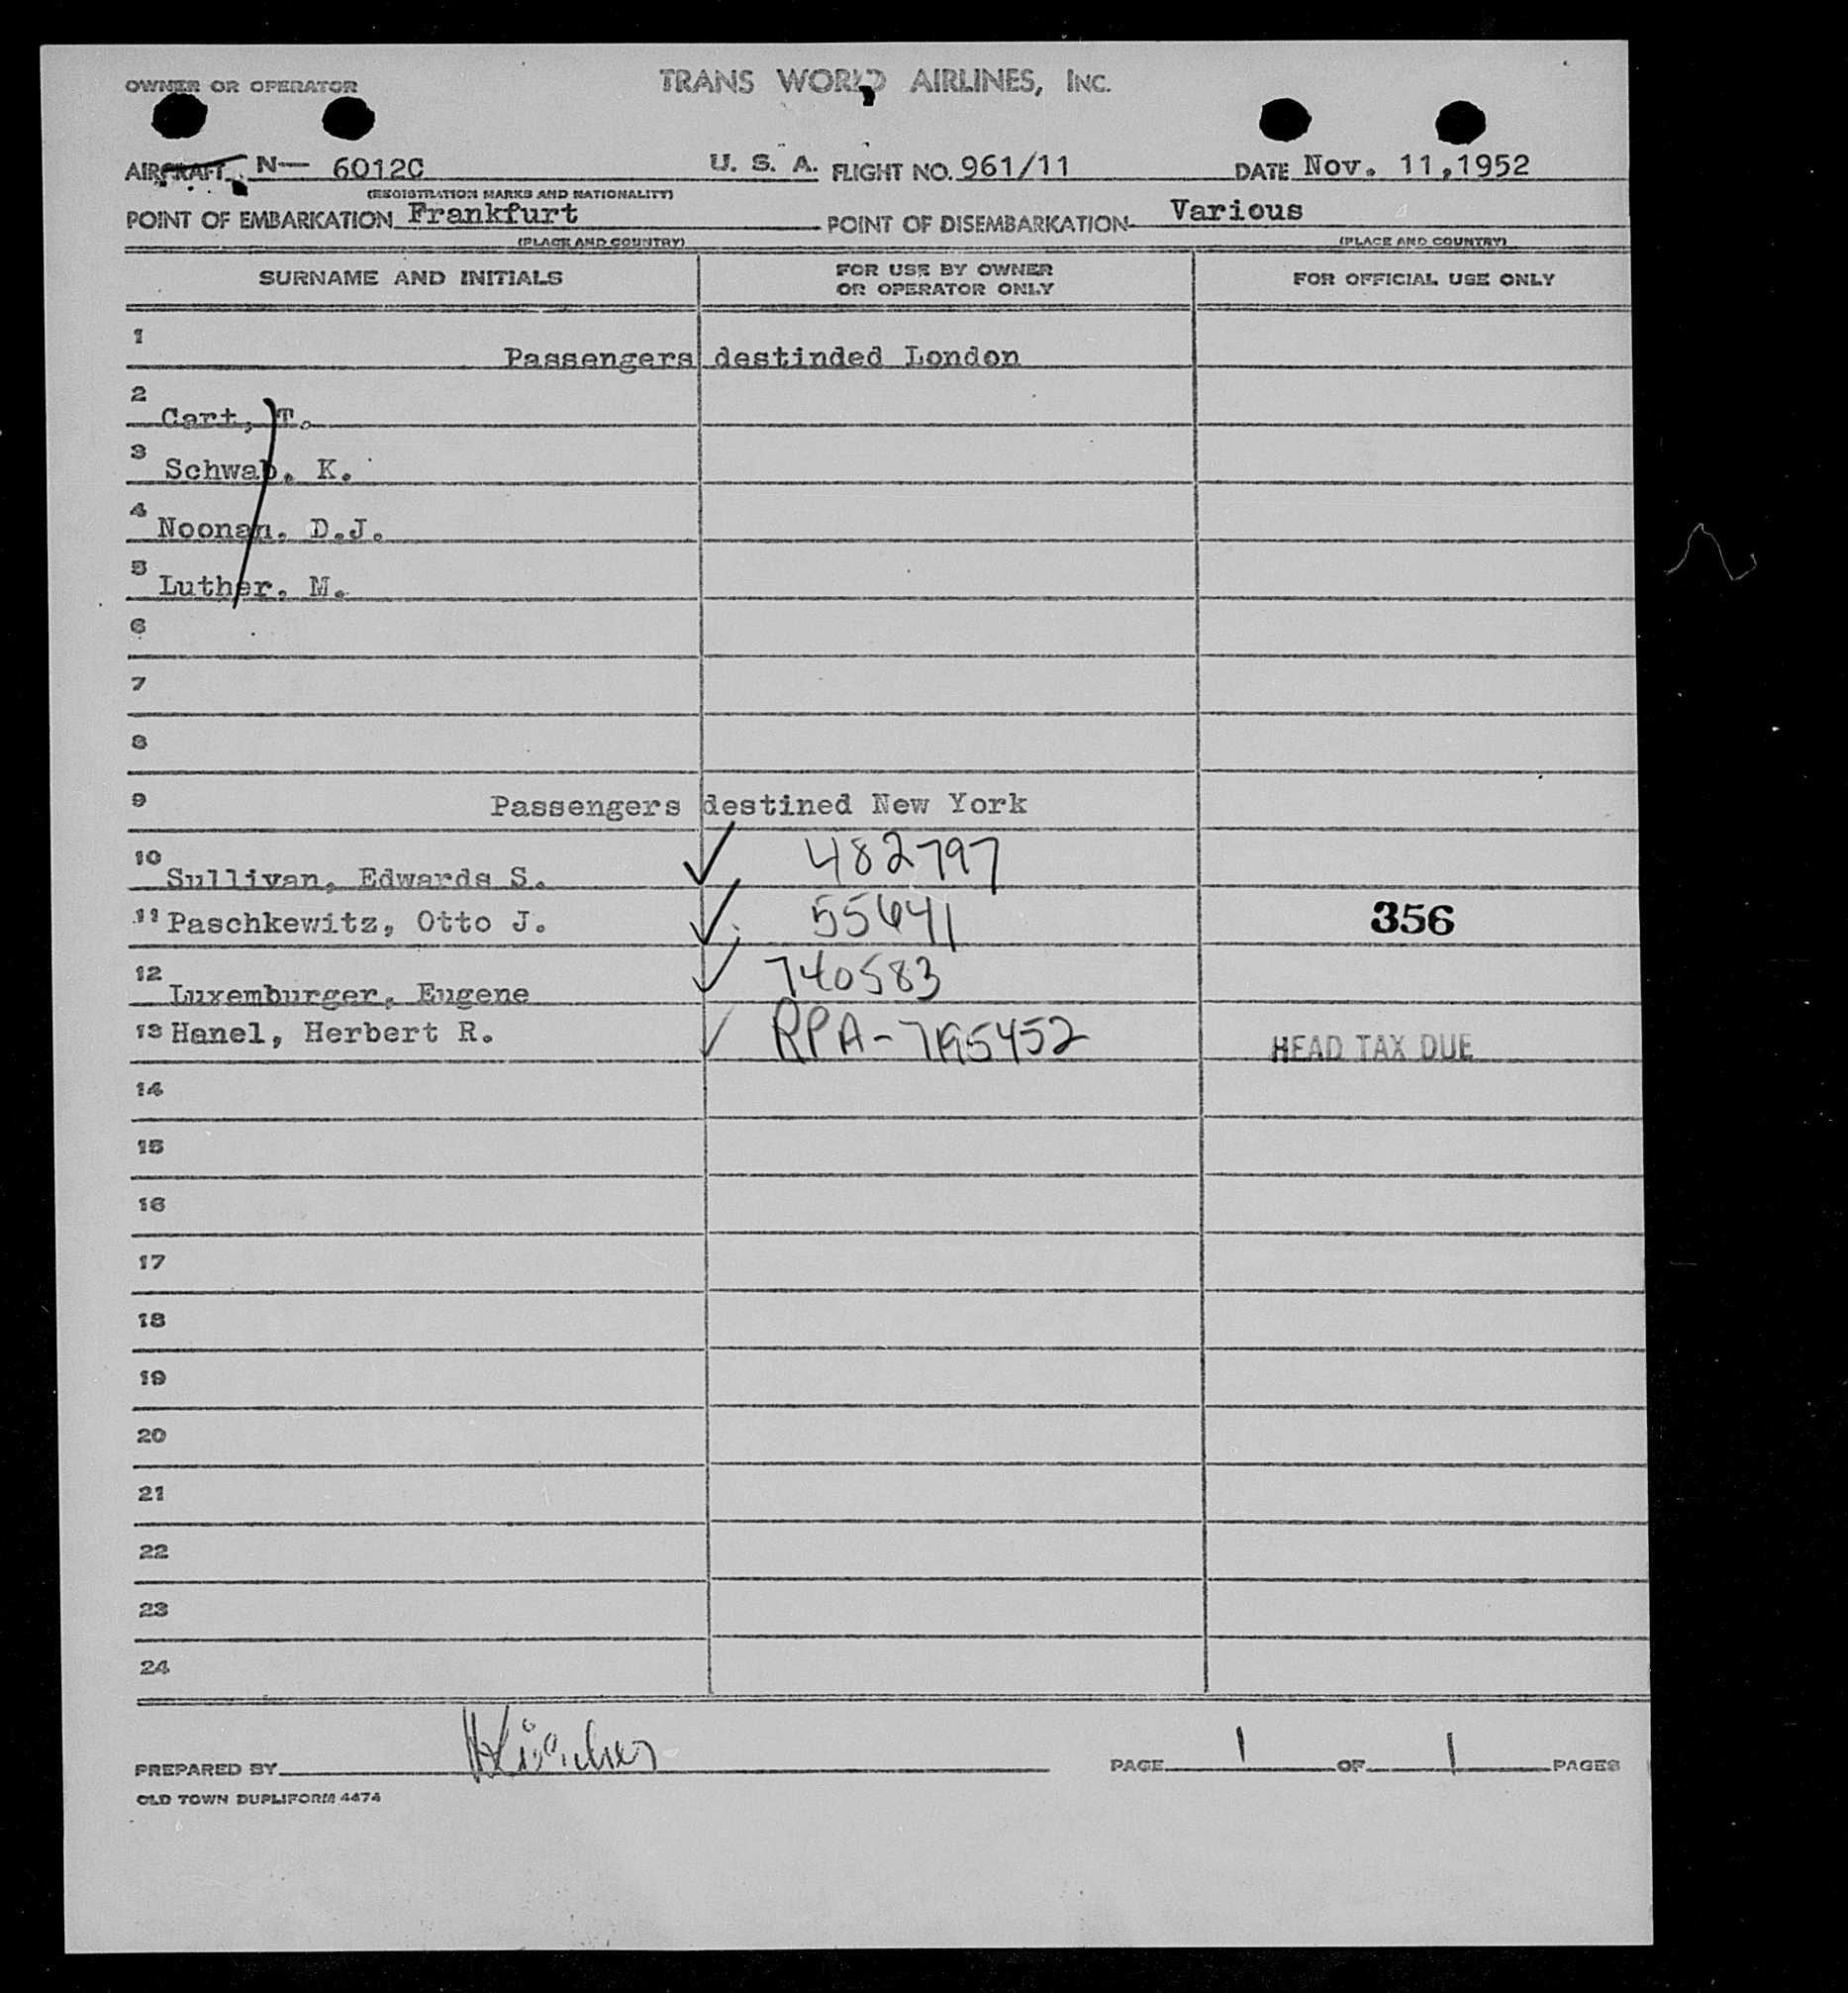 OWNER OR OPERATOR TRANS WORLD AIRLINES, INC.
AIRCRAFT N— 6012C U. S. A. FLIGHT NO. 961/11 DATE Nov. 11,1952
(REGISTRATION MARKS AND NATIONALITY)
POINT OF EMBARKATION Frankfurt POINT OF DISEMBARKATION Various
(PLACE AND COUNTRY) (PLACE AND COUNTRY)
SURNAME AND INITIALS FOR USE BY OWNER OR OPERATOR ONLY FOR OFFICIAL USE ONLY
1 Passengers destinded London
2 Cart, T.
3 Schwab, K.
4 Noonan, D.J.
5 Luther, M.
6
7
8
9 Passengers destined New York
10 Sullivan, Edwards S. ✓ 482797
11 Paschkewitz, Otto J. ✓ 55641 356
12 Luxemburger, Eugene ✓ 740583
13 Hanel, Herbert R. ✓ RPA- HEAD TAX DUE
14
15
16
17
18
19
20
21
22
23
24
PREPARED BY PAGE 1 OF 1 PAGES
OLD TOWN DUPLIFORM 4474